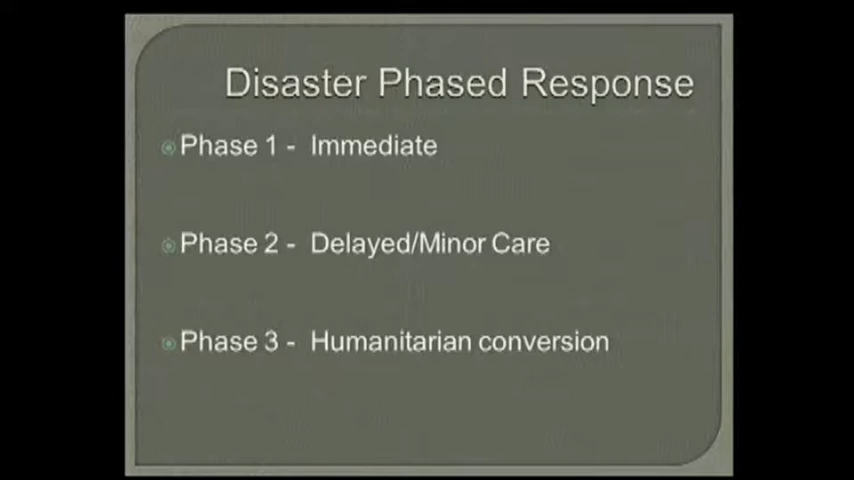 Disaster Phased Response
Phase 1 - Immediate
Phase 2 - Delayed/Minor Care
Phase 3 - Humanitarian conversion